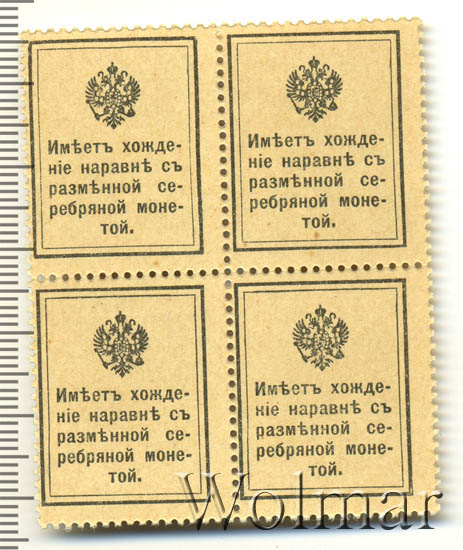 Имѣетъ хожде-
ніе наравнѣ съ
размѣнной се-
ребряной моне-
той.
Имѣетъ хожде-
ніе наравнѣ съ
размѣнной се-
ребряной моне-
той.
Имѣетъ хожде-
ніе наравнѣ съ
размѣнной се-
ребряной моне-
той.
Имѣетъ хожде-
ніе наравнѣ съ
размѣнной се-
ребряной моне-
той.
Wolmar